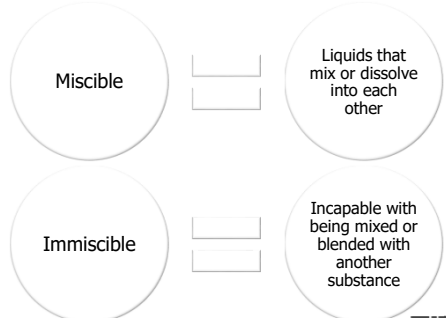 Miscible
Liquids that
mix or dissolve
into each
other
Immiscible
Incapable with
being mixed or
blended with
another
substance